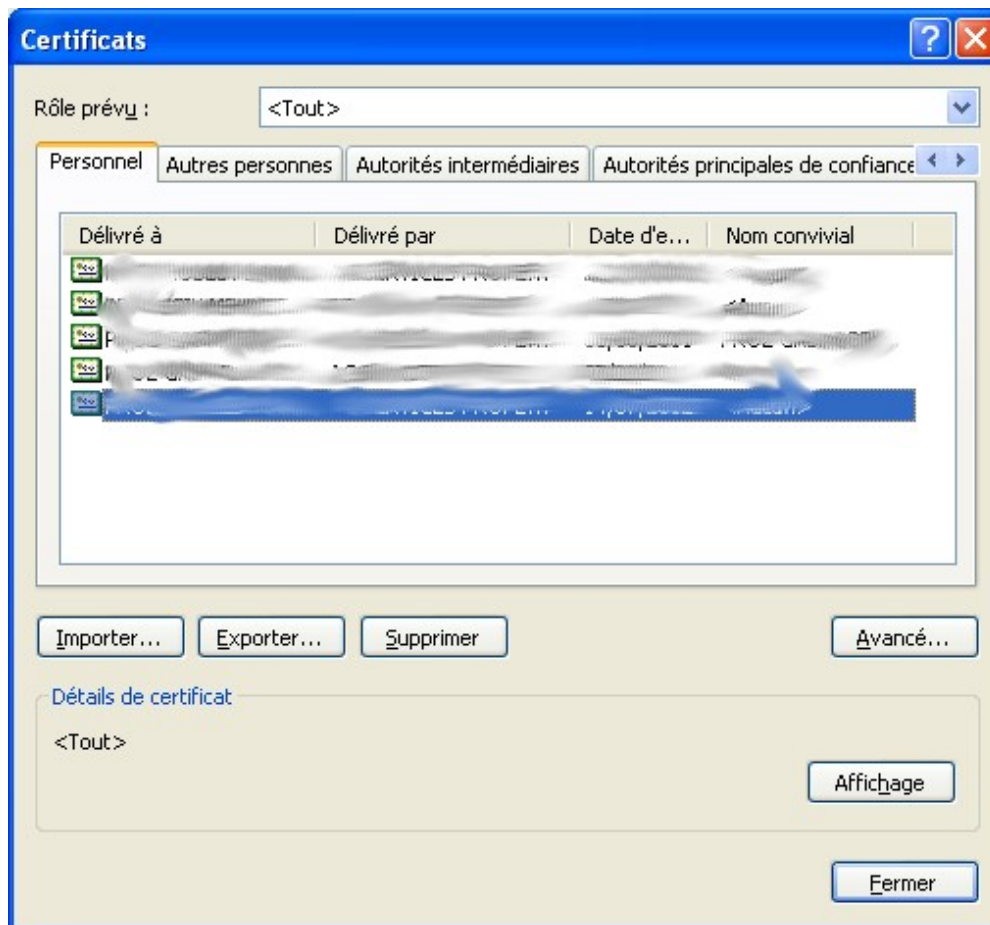 Certificats
Rôle prévu : <Tout>
Personnel Autres personnes Autorités intermédiaires Autorités principales de confiance
Délivré à Délivré par Date d'e... Nom convivial
Importer... Exporter... Supprimer Avancé...
Détails de certificat
<Tout>
Affichage
Fermer